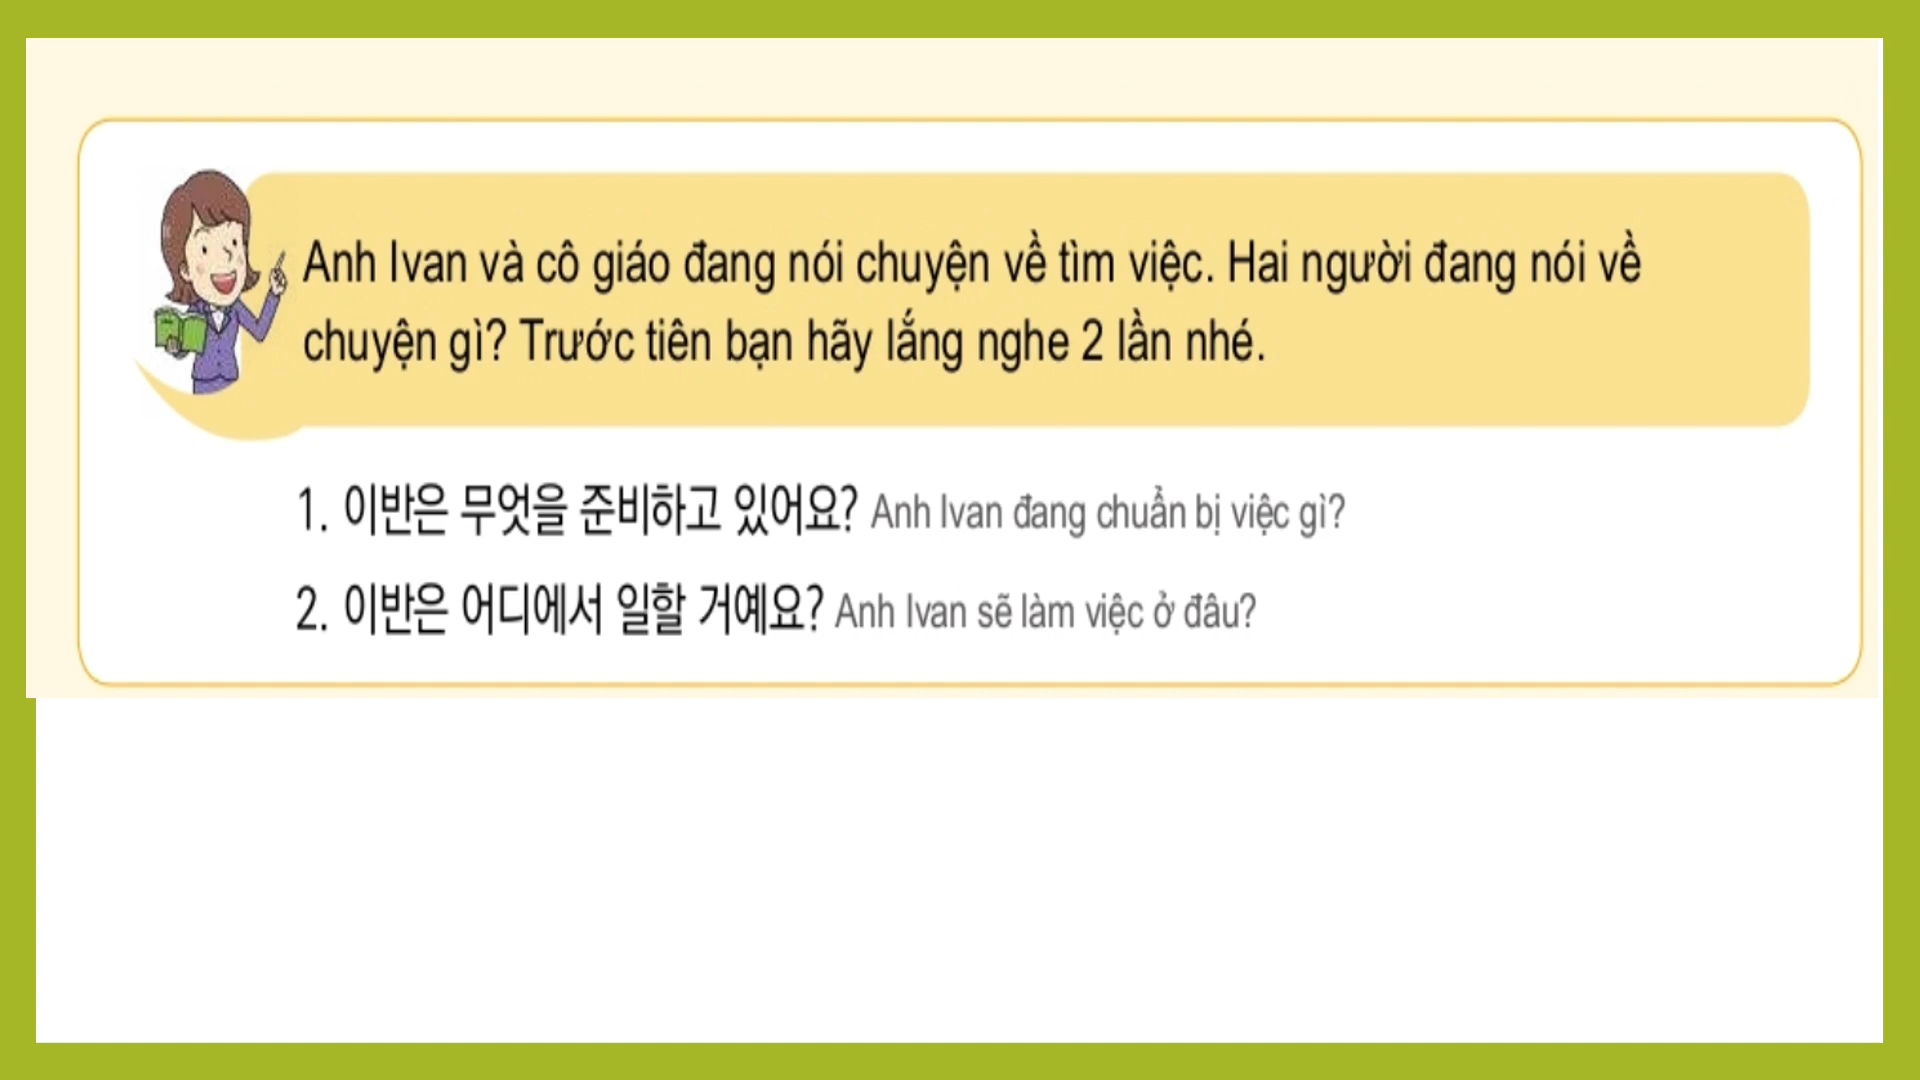 Anh Ivan và cô giáo đang nói chuyện về tìm việc. Hai người đang nói về
chuyện gì? Trước tiên bạn hãy lắng nghe 2 lần nhé.
1. 이반은 무엇을 준비하고 있어요? Anh Ivan đang chuẩn bị việc gì?
2. 이반은 어디에서 일할 거예요? Anh Ivan sẽ làm việc ở đâu?